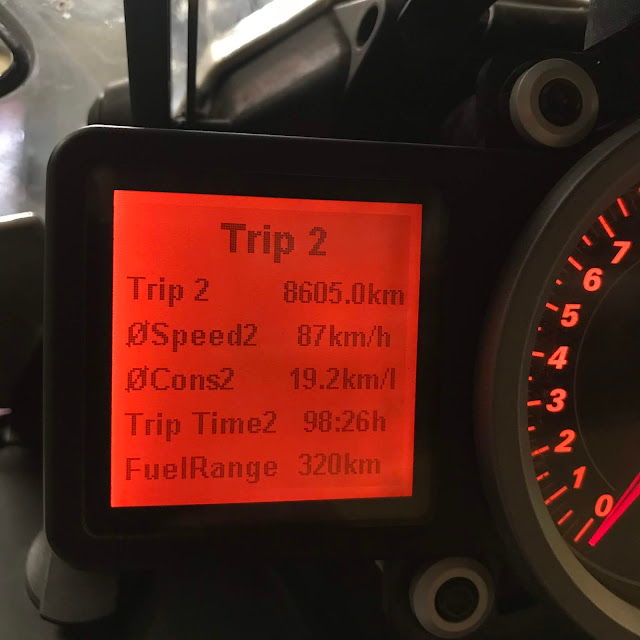 Trip 2
Trip 2 8605.0km
ØSpeed2 87km/h
ØCons2 19.2km/l
Trip Time2 98:26h
FuelRange 320km
7
6
5
4
3
2
1
0